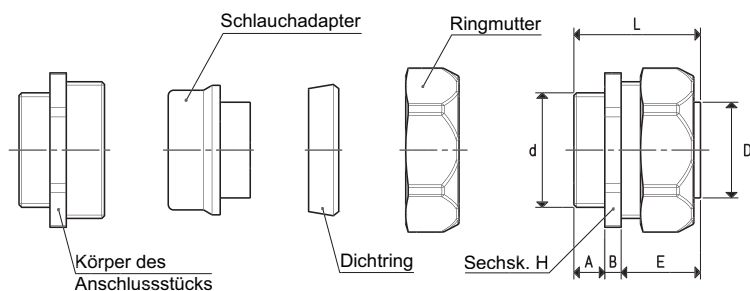 Schlauchadapter
Ringmutter
L
d
D
Körper des
Anschlussstücks
Dichtring
Sechsk. H
A
B
E